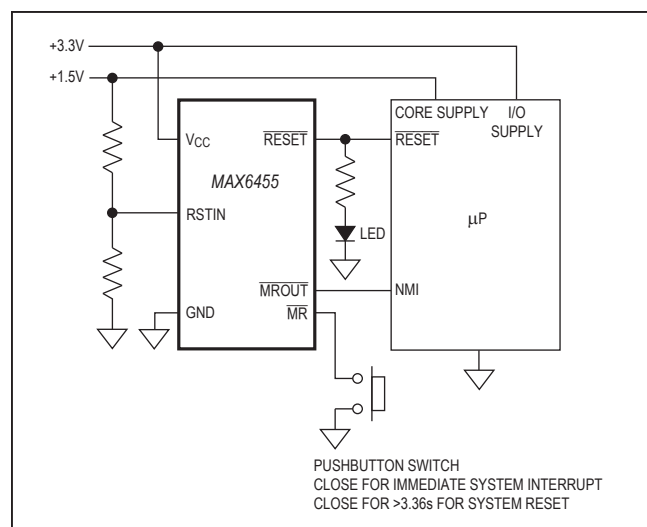 +3.3V
+1.5V
CORE SUPPLY
I/O
SUPPLY
VCC
RESET
RESET
MAX6455
RSTIN
µP
LED
MROUT
NMI
GND
MR
PUSHBUTTON SWITCH
CLOSE FOR IMMEDIATE SYSTEM INTERRUPT
CLOSE FOR >3.36s FOR SYSTEM RESET